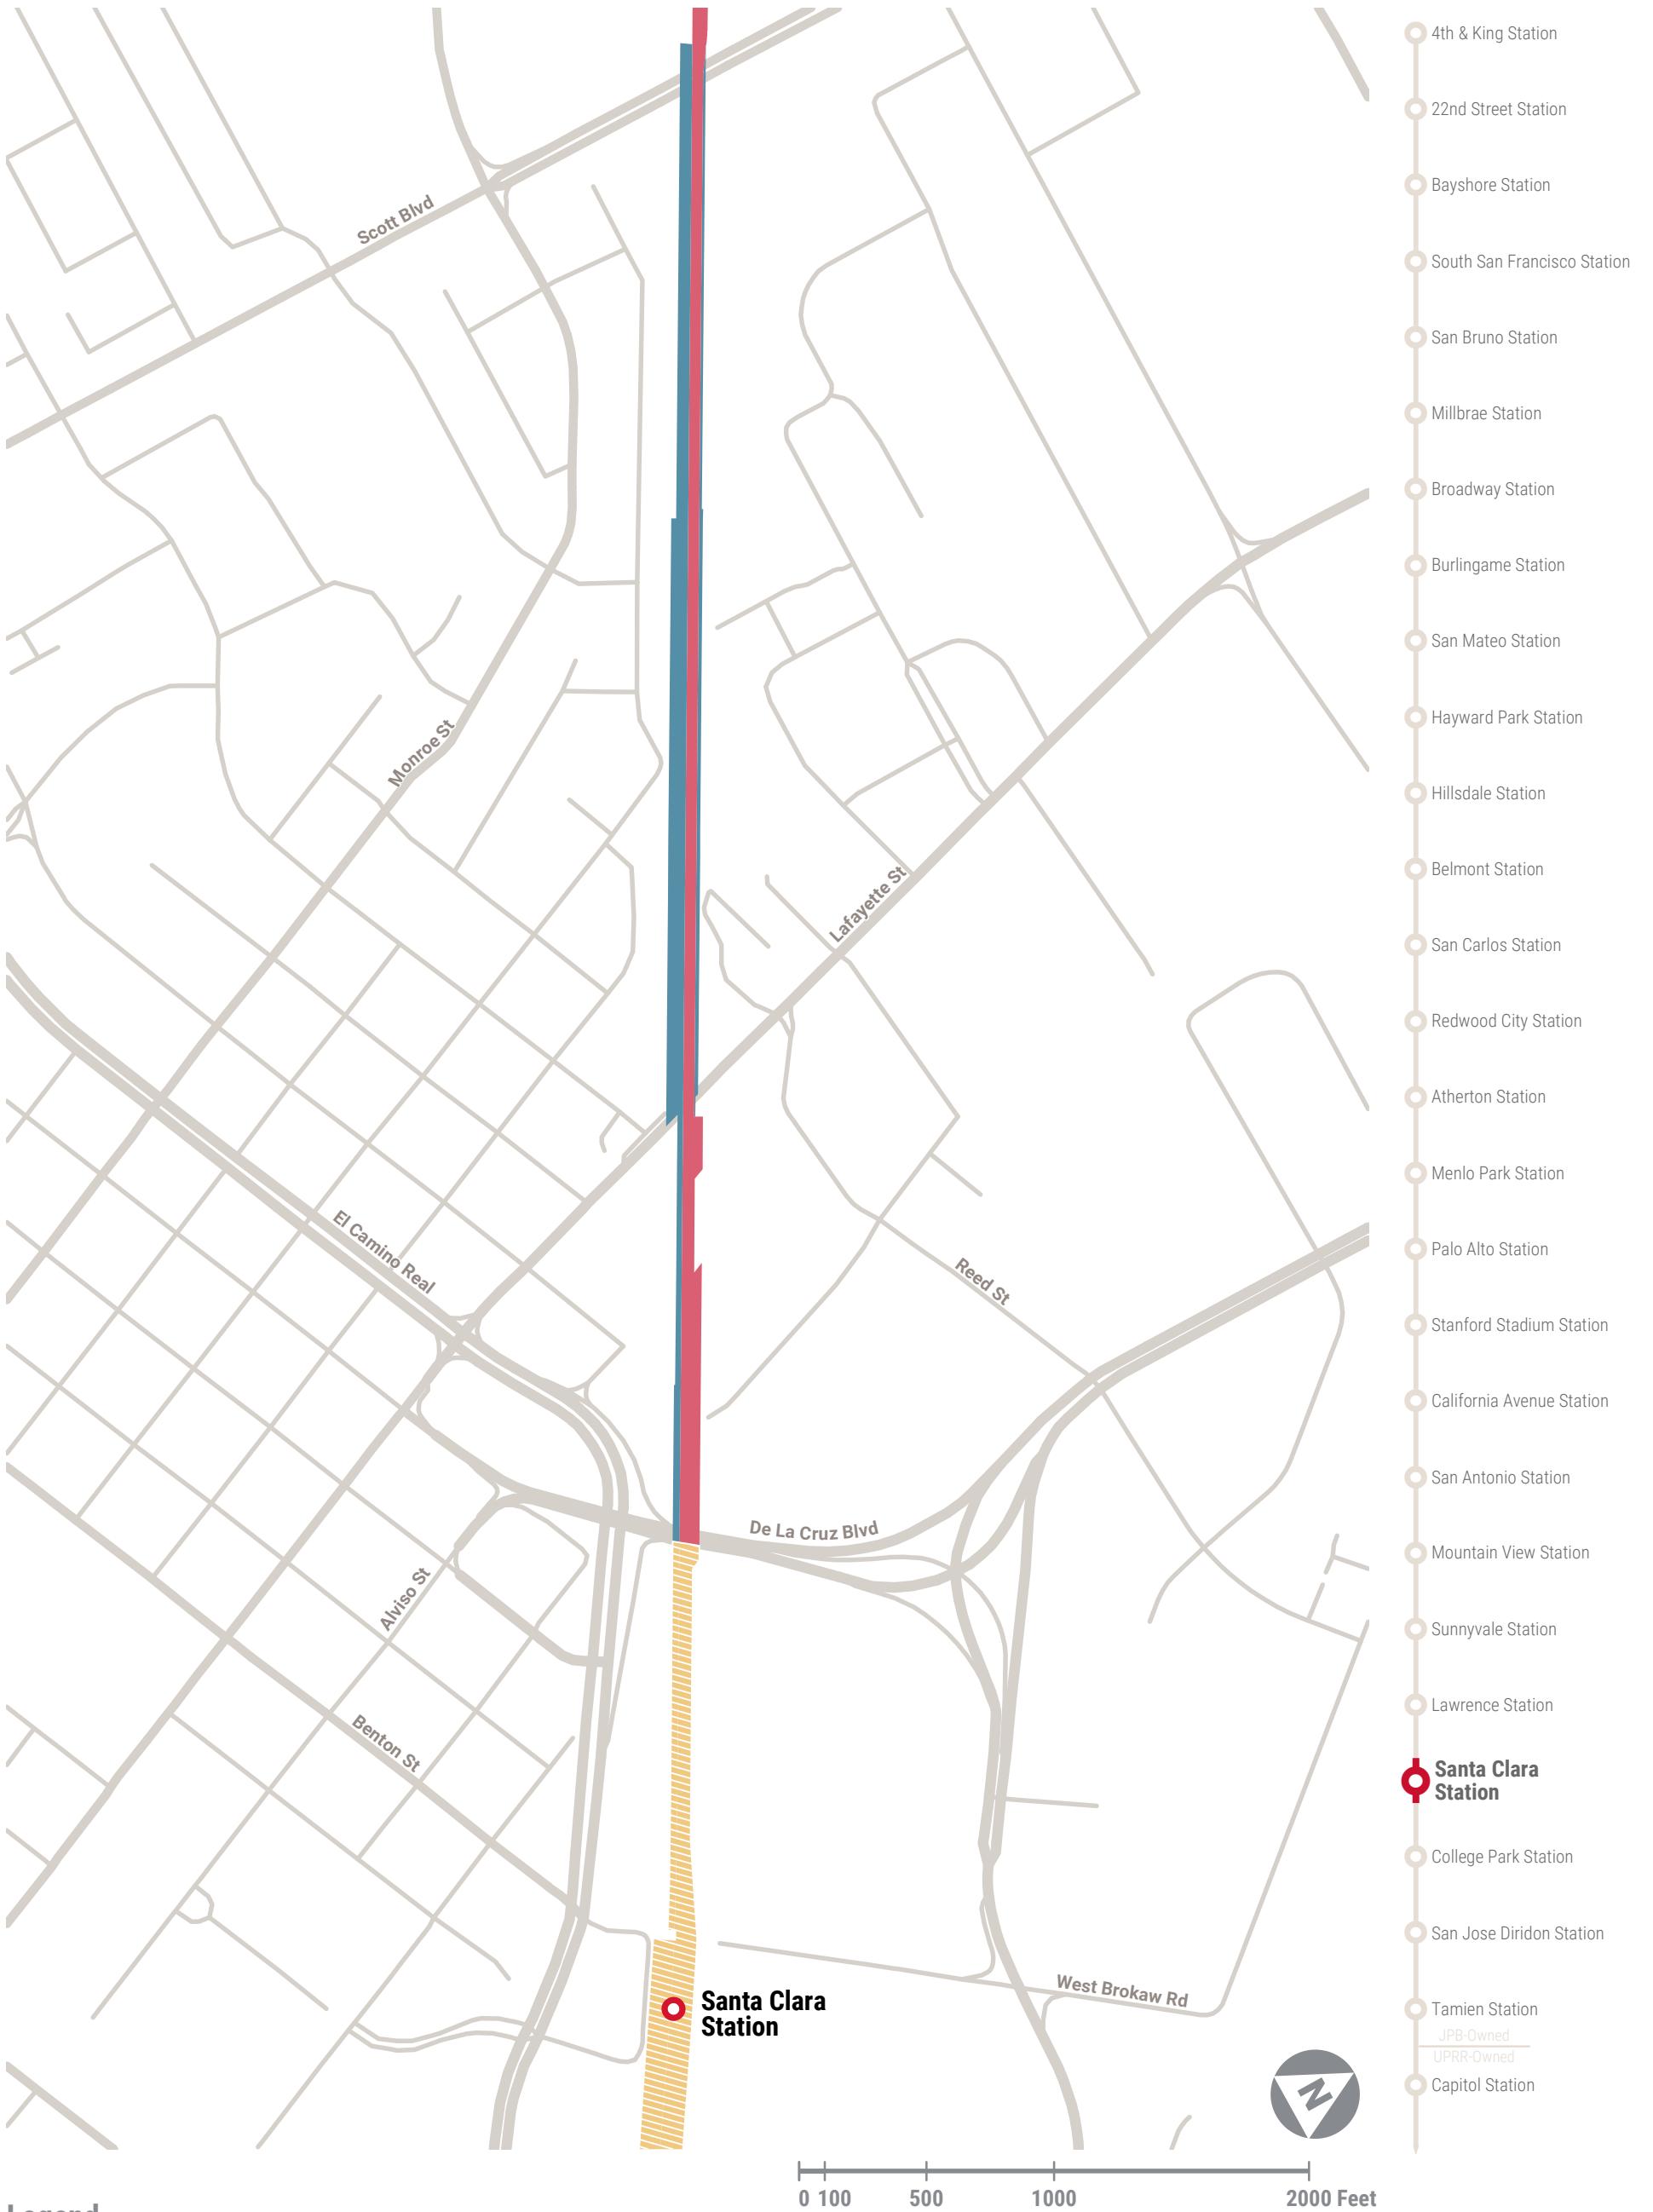 Scott Blvd
Monroe St
Lafayette St
El Camino Real
Reed St
De La Cruz Blvd
Alviso St
Benton St
West Brokaw Rd
Santa Clara
Station
N
0 100 500 1000 2000 Feet
Legend
4th & King Station
22nd Street Station
Bayshore Station
South San Francisco Station
San Bruno Station
Millbrae Station
Broadway Station
Burlingame Station
San Mateo Station
Hayward Park Station
Hillsdale Station
Belmont Station
San Carlos Station
Redwood City Station
Atherton Station
Menlo Park Station
Palo Alto Station
Stanford Stadium Station
California Avenue Station
San Antonio Station
Mountain View Station
Sunnyvale Station
Lawrence Station
Santa Clara
Station
College Park Station
San Jose Diridon Station
Tamien Station
JPB-Owned
UPRR-Owned
Capitol Station